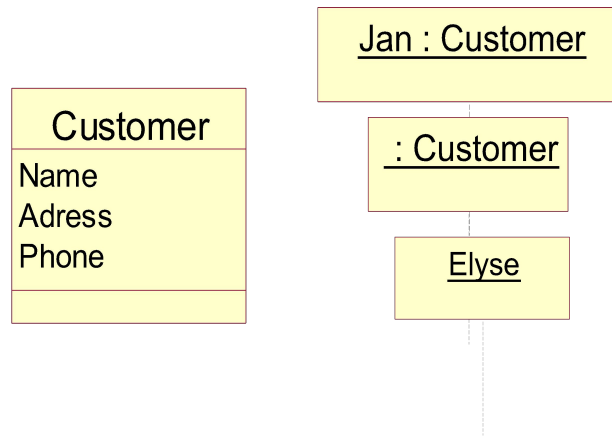 Customer
Name
Adress
Phone
Jan : Customer
: Customer
Elyse